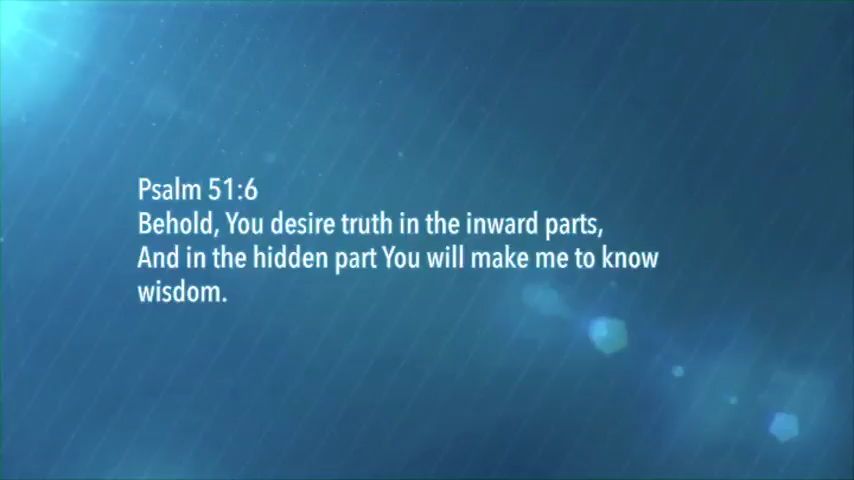 Psalm 51:6
Behold, You desire truth in the inward parts,
And in the hidden part You will make me to know
wisdom.